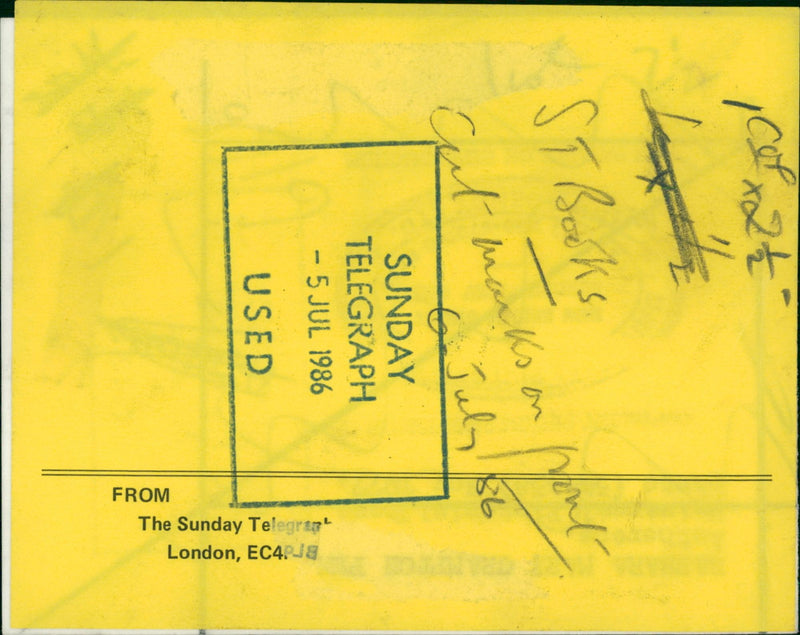 1 Col x 2½"
ST Books
Cut marks on print
6 July 86
SUNDAY
TELEGRAPH
- 5 JUL 1986
USED
FROM
The Sunday Telegraph
London, EC4.